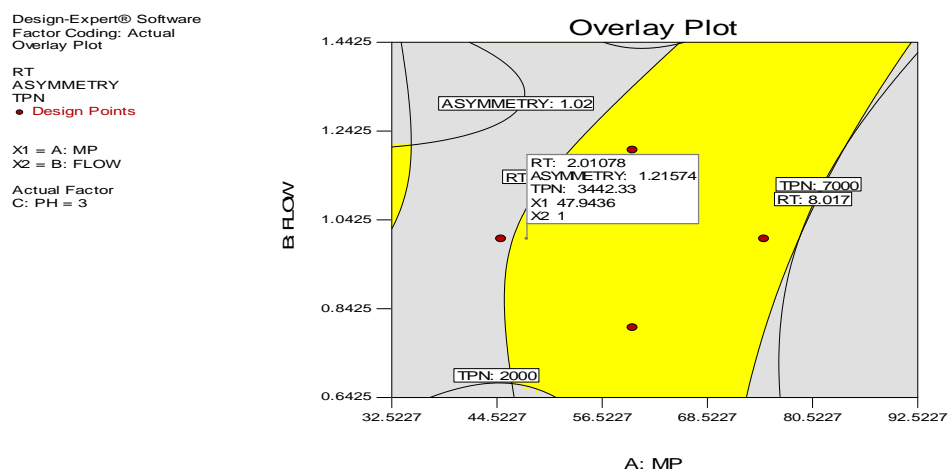 Design-Expert® Software
Factor Coding: Actual
Overlay Plot
RT
ASYMMETRY
TPN
Design Points
X1 = A: MP
X2 = B: FLOW
Actual Factor
C: PH = 3
Overlay Plot
1.4425
1.2425
1.0425
0.8425
0.6425
B: FLOW
ASYMMETRY: 1.02
RT
RT: 2.01078
ASYMMETRY: 1.21574
TPN: 3442.33
X1 47.9436
X2 1
TPN: 7000
RT: 8.017
TPN: 2000
32.5227 44.5227 56.5227 68.5227 80.5227 92.5227
A: MP